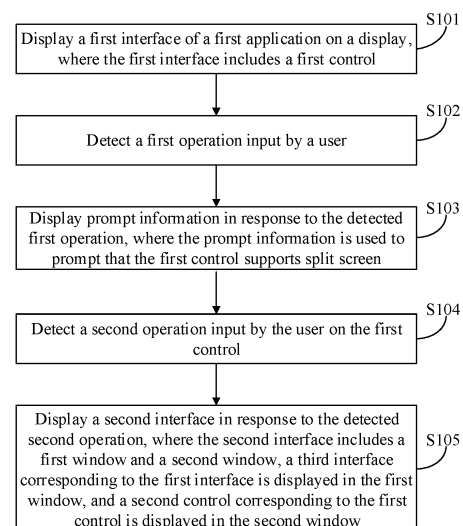 S101
Display a first interface of a first application on a display,
where the first interface includes a first control
S102
Detect a first operation input by a user
S103
Display prompt information in response to the detected
first operation, where the prompt information is used to
prompt that the first control supports split screen
S104
Detect a second operation input by the user on the first
control
S105
Display a second interface in response to the detected
second operation, where the second interface includes a
first window and a second window, a third interface
corresponding to the first interface is displayed in the first
window, and a second control corresponding to the first
control is displayed in the second window